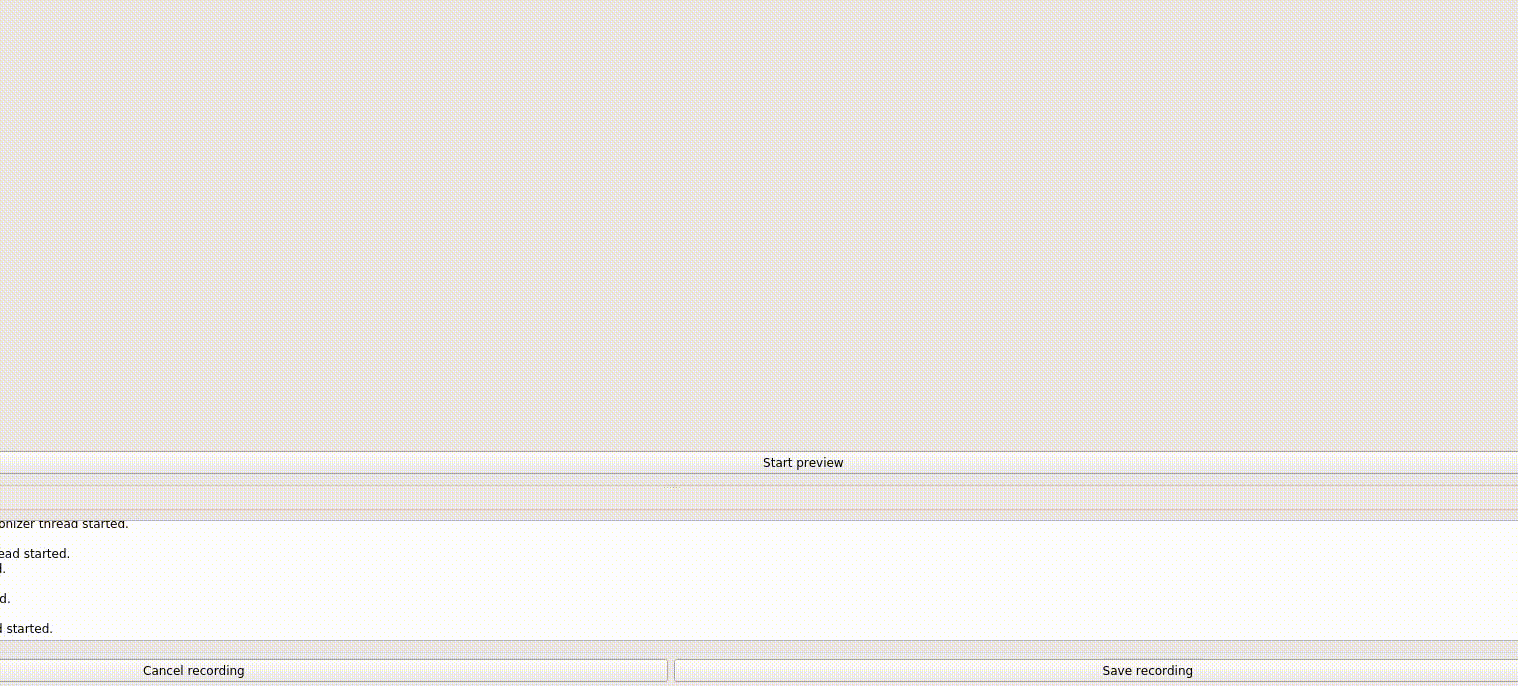 Start preview
onizer thread started.
ead started.
d.
d.
d started.
Cancel recording
Save recording